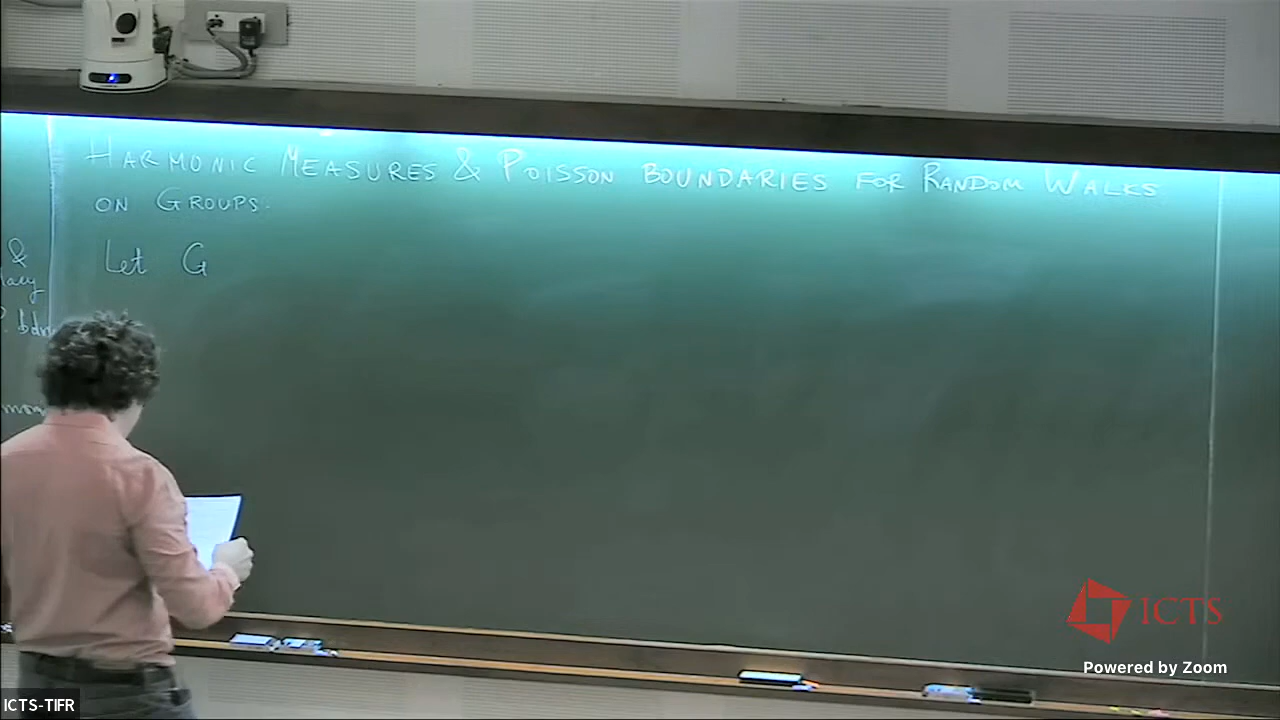 HARMONIC MEASURES & POISSON BOUNDARIES FOR RANDOM WALKS
ON GROUPS.
Let G
&
ICTS
Powered by Zoom
ICTS-TIFR